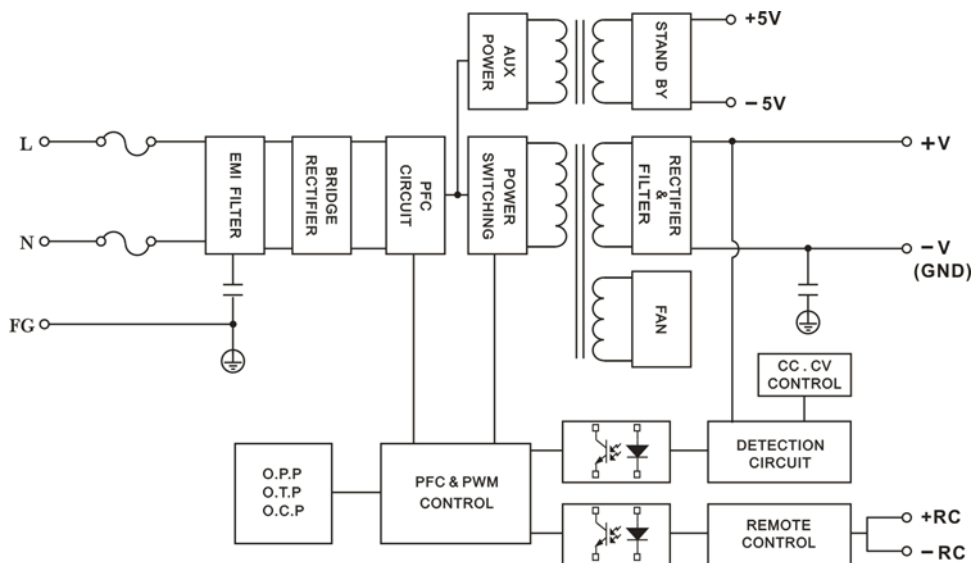 AUX
POWER
STAND BY
+5V
−5V
L
N
FG
EMI FILTER
BRIDGE
RECTIFIER
PFC
CIRCUIT
POWER
SWITCHING
RECTIFIER
&
FILTER
+V
−V
(GND)
FAN
CC . CV
CONTROL
O.P.P
O.T.P
O.C.P
PFC & PWM
CONTROL
DETECTION
CIRCUIT
REMOTE
CONTROL
+RC
−RC